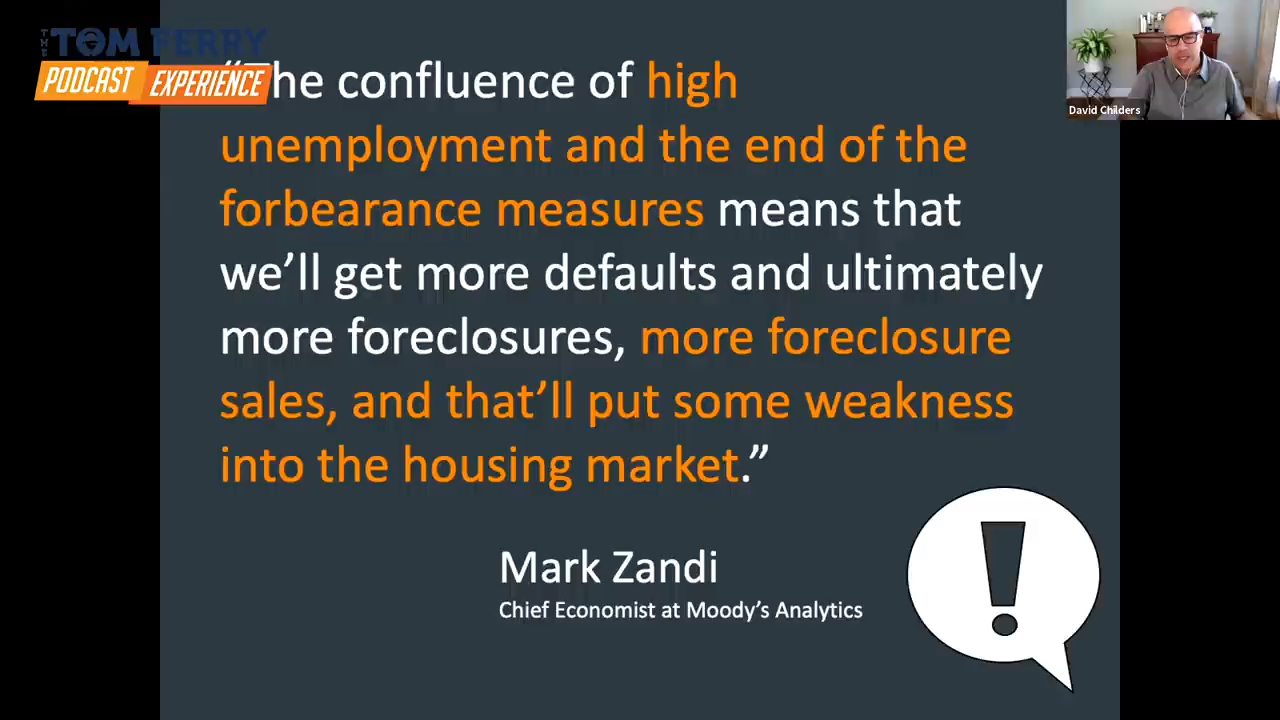 THE TOM FERRY
PODCAST EXPERIENCE
David Childers
“The confluence of high
unemployment and the end of the
forbearance measures means that
we’ll get more defaults and ultimately
more foreclosures, more foreclosure
sales, and that’ll put some weakness
into the housing market.”
Mark Zandi
Chief Economist at Moody’s Analytics
!